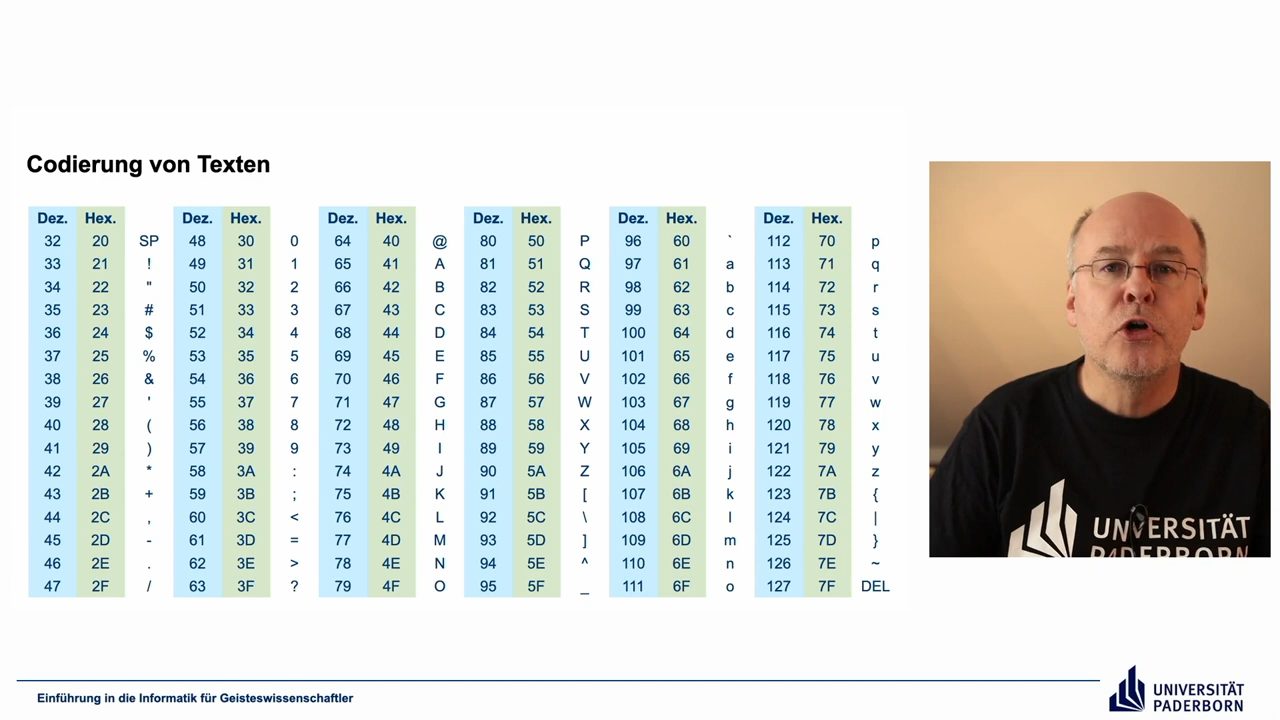 Codierung von Texten
Dez. Hex. Dez. Hex. Dez. Hex. Dez. Hex. Dez. Hex. Dez. Hex.
32 20 SP 48 30 0 64 40 @ 80 50 P 96 60 ` 112 70 p
33 21 ! 49 31 1 65 41 A 81 51 Q 97 61 a 113 71 q
34 22 " 50 32 2 66 42 B 82 52 R 98 62 b 114 72 r
35 23 # 51 33 3 67 43 C 83 53 S 99 63 c 115 73 s
36 24 $ 52 34 4 68 44 D 84 54 T 100 64 d 116 74 t
37 25 % 53 35 5 69 45 E 85 55 U 101 65 e 117 75 u
38 26 & 54 36 6 70 46 F 86 56 V 102 66 f 118 76 v
39 27 ' 55 37 7 71 47 G 87 57 W 103 67 g 119 77 w
40 28 ( 56 38 8 72 48 H 88 58 X 104 68 h 120 78 x
41 29 ) 57 39 9 73 49 I 89 59 Y 105 69 i 121 79 y
42 2A * 58 3A : 74 4A J 90 5A Z 106 6A j 122 7A z
43 2B + 59 3B ; 75 4B K 91 5B [ 107 6B k 123 7B {
44 2C , 60 3C < 76 4C L 92 5C \ 108 6C l 124 7C |
45 2D - 61 3D = 77 4D M 93 5D ] 109 6D m 125 7D }
46 2E . 62 3E > 78 4E N 94 5E ^ 110 6E n 126 7E ~
47 2F / 63 3F ? 79 4F O 95 5F _ 111 6F o 127 7F DEL
UNIVERSITÄT
PADERBORN
Einführung in die Informatik für Geisteswissenschaftler
UNIVERSITÄT
PADERBORN